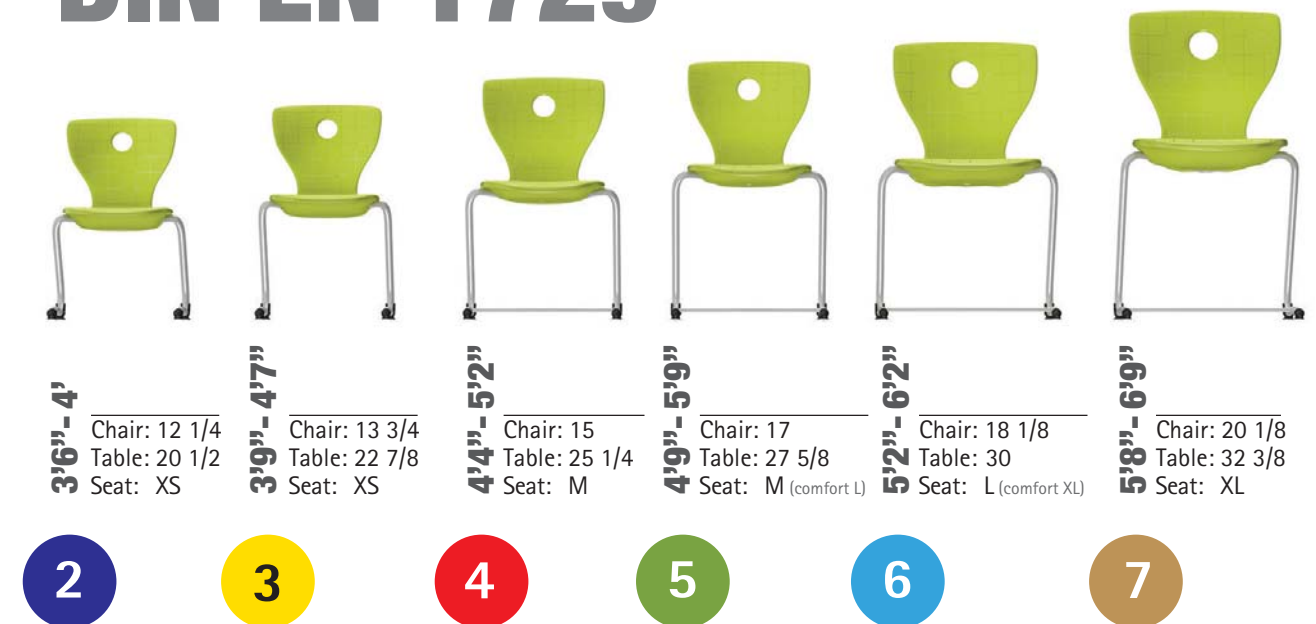 DIN EN 1729
3’6”- 4’
Chair: 12 1/4
Table: 20 1/2
Seat: XS
2
3’9”- 4’7”
Chair: 13 3/4
Table: 22 7/8
Seat: XS
3
4’4”- 5’2”
Chair: 15
Table: 25 1/4
Seat: M
4
4’9”- 5’9”
Chair: 17
Table: 27 5/8
Seat: M (comfort L)
5
5’2”- 6’2”
Chair: 18 1/8
Table: 30
Seat: L (comfort XL)
6
5’8”- 6’9”
Chair: 20 1/8
Table: 32 3/8
Seat: XL
7